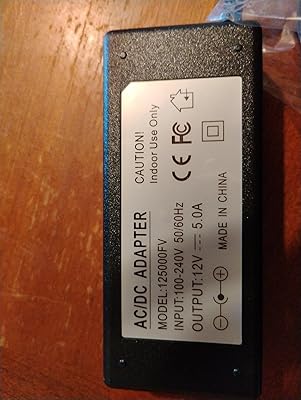 AC/DC ADAPTER
MODEL:125000FV
INPUT:100-240V 50/60Hz
OUTPUT:12V ⎓ 5.0A
- +
MADE IN CHINA
CAUTION!
Indoor Use Only
CE FC